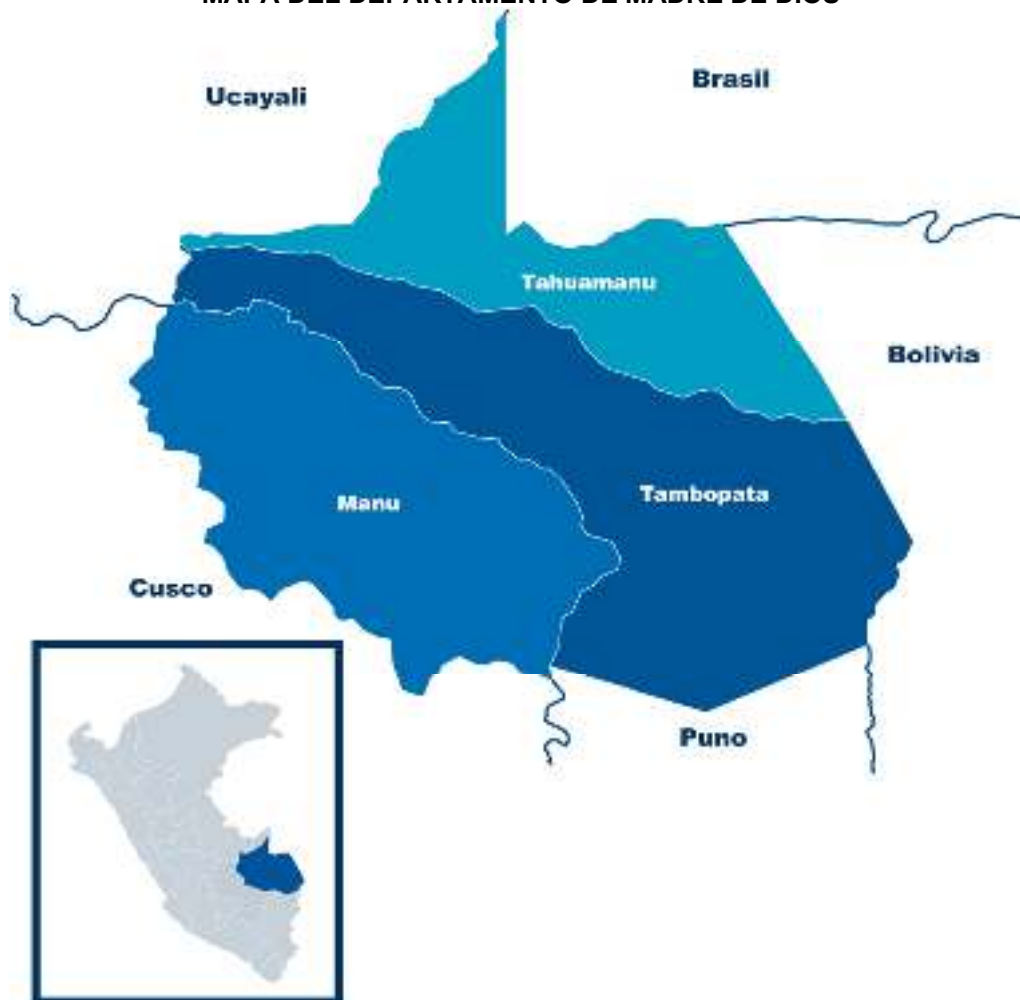 MAPA DEL DEPARTAMENTO DE MADRE DE DIOS
Ucayali
Brasil
Tahuamanu
Bolivia
Tambopata
Manu
Cusco
Puno